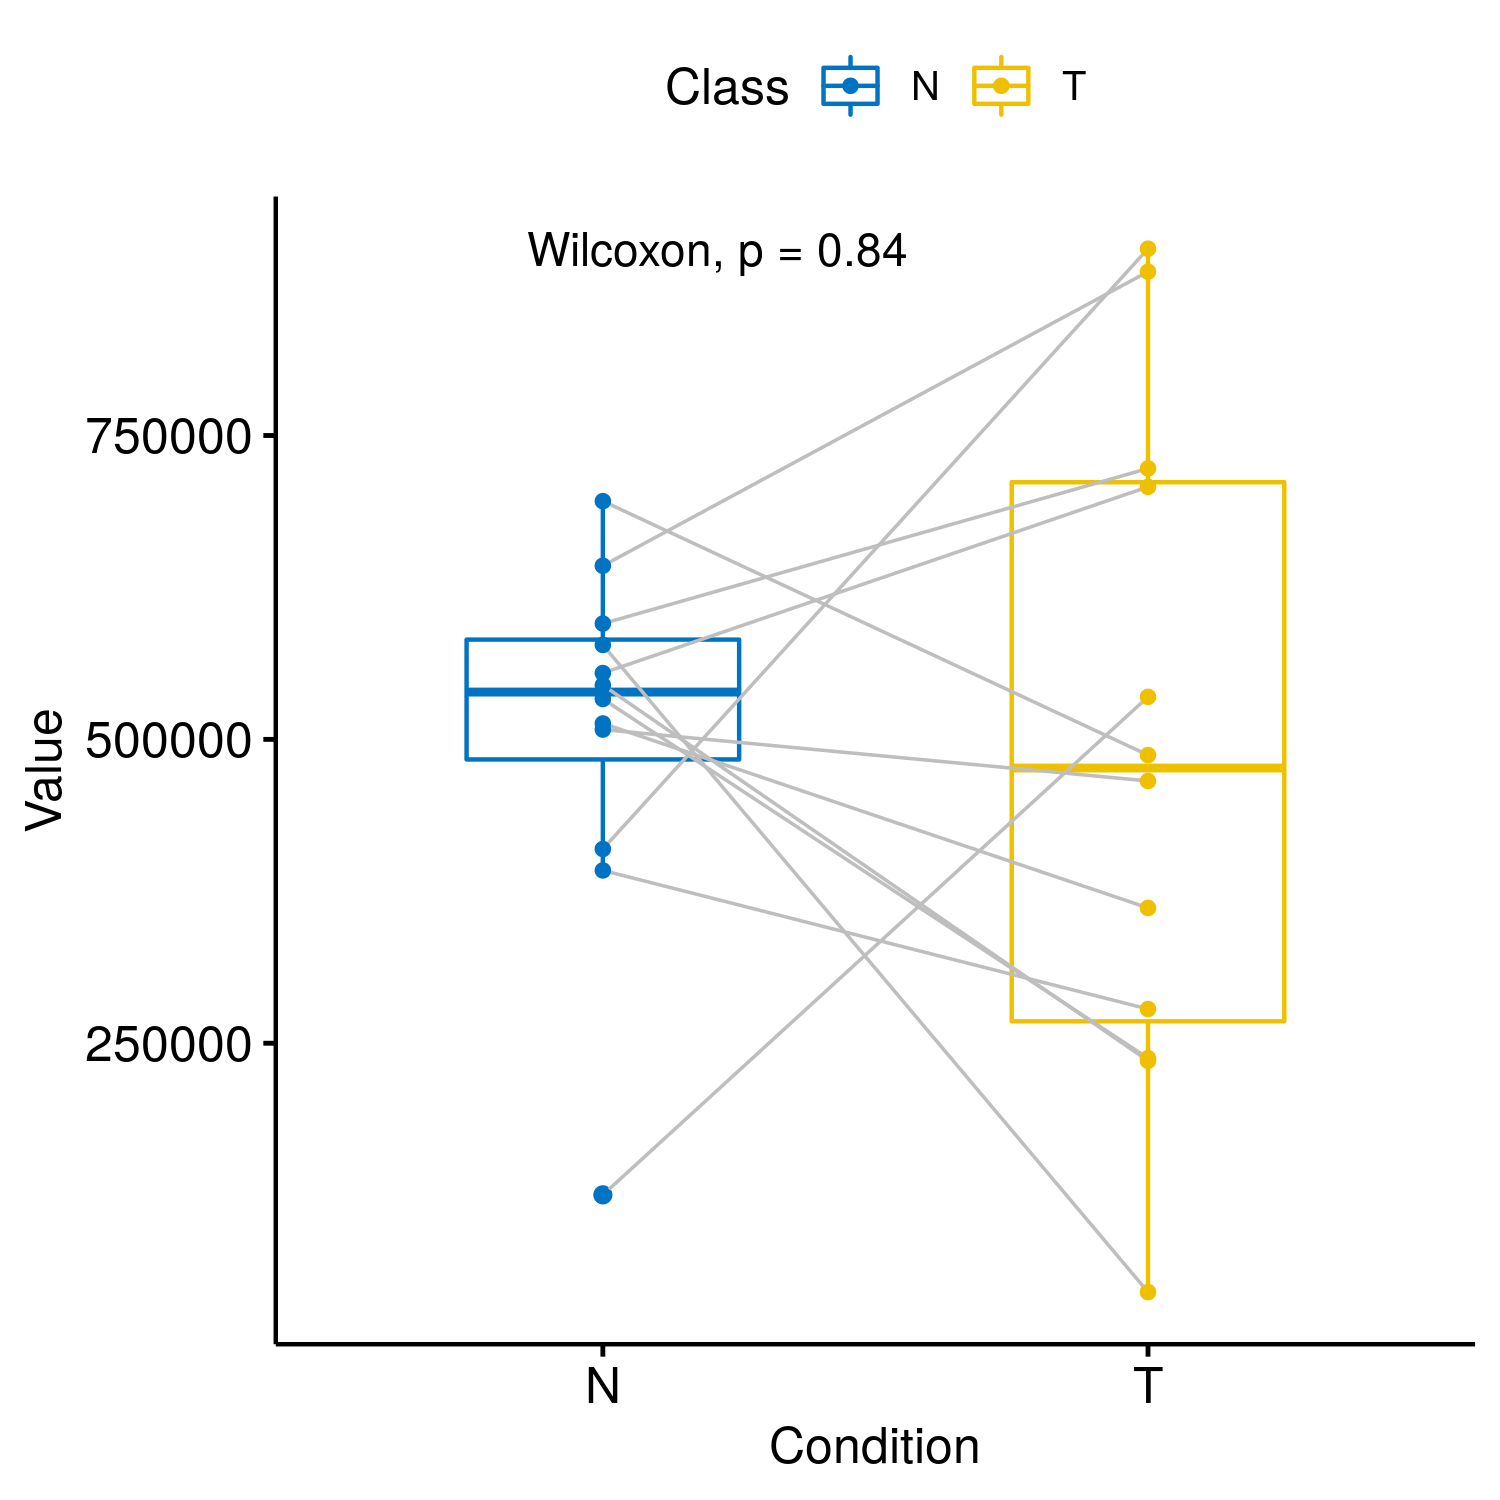 Class N T
Wilcoxon, p = 0.84
750000
500000
250000
Value
N T
Condition